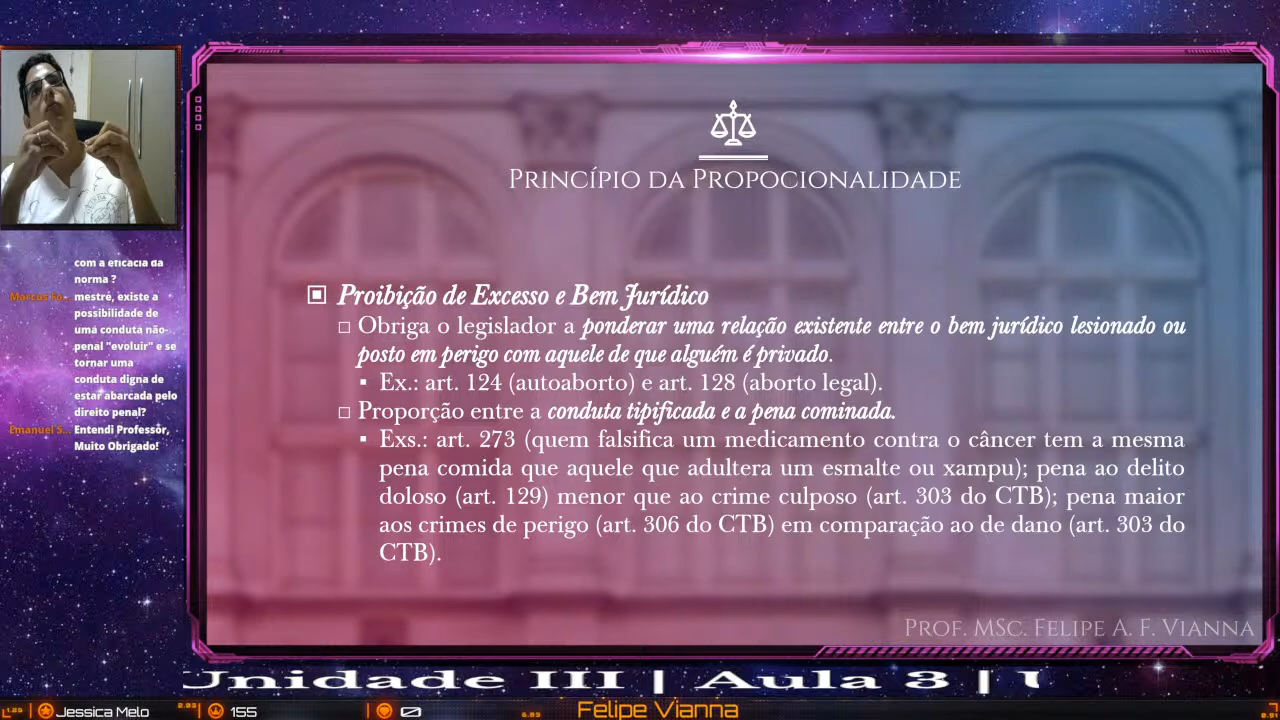 Princípio da Propocionalidade
Proibição de Excesso e Bem Jurídico
Obriga o legislador a ponderar uma relação existente entre o bem jurídico lesionado ou
posto em perigo com aquele de que alguém é privado.
Ex.: art. 124 (autoaborto) e art. 128 (aborto legal).
Proporção entre a conduta tipificada e a pena cominada.
Exs.: art. 273 (quem falsifica um medicamento contra o câncer tem a mesma
pena comida que aquele que adultera um esmalte ou xampu); pena ao delito
doloso (art. 129) menor que ao crime culposo (art. 303 do CTB); pena maior
aos crimes de perigo (art. 306 do CTB) em comparação ao de dano (art. 303 do
CTB).
Prof. MSc. Felipe A. F. Vianna
com a eficácia da
norma ?
mestre, existe a
possibilidade de
uma conduta não-
penal "evoluir" e se
tornar uma
conduta digna de
estar abarcada pelo
direito penal?
Emanuel S... Entendi Professor,
Muito Obrigado!
Unidade III | Aula 3 |
Jessica Melo 155 0 Felipe Vianna